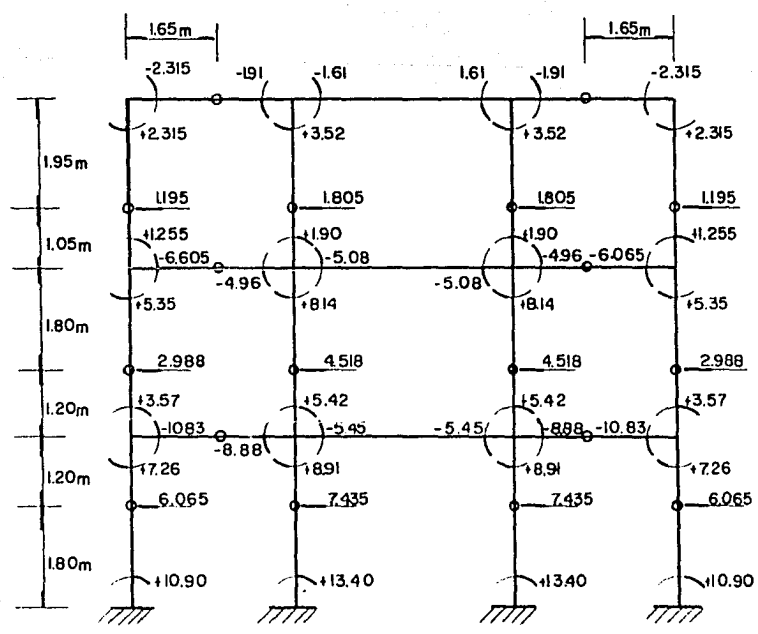 1.65m 1.65m
-2.315 -1.91 -1.61 1.61 -1.91 -2.315
+2.315 +3.52 +3.52 +2.315
1.95m
1.195 1.805 1.805 1.195
1.05m
+1.255 +1.90 +1.90 +1.255
-6.605 -5.08 -4.96 -6.065
-4.96 -5.08
+5.35 +8.14 +8.14 +5.35
1.80m
2.988 4.518 4.518 2.988
1.20m
+3.57 +5.42 +5.42 +3.57
-1083 -5.45 -5.45 -8.88 -10.83
-8.88
+7.26 +8.91 +8.91 +7.26
1.20m
6.065 7.435 7.435 6.065
1.80m
+10.90 +13.40 +13.40 +10.90